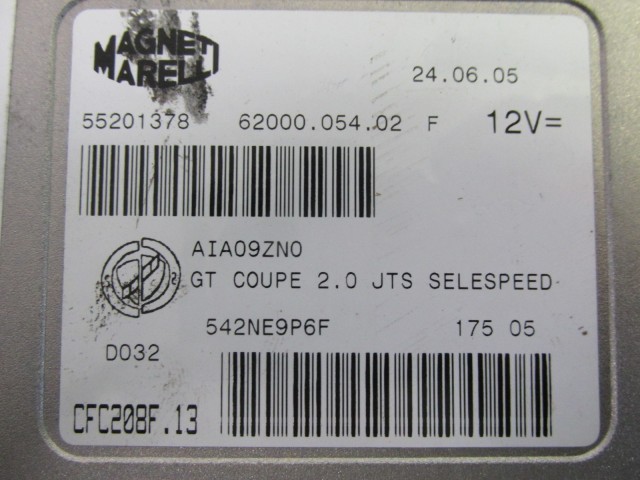 MAGNETI
MARELLI
24.06.05
55201378 62000.054.02 F 12V=
AIA09ZN0
GT COUPE 2.0 JTS SELESPEED
542NE9P6F 175 05
D032
CFC208F.13